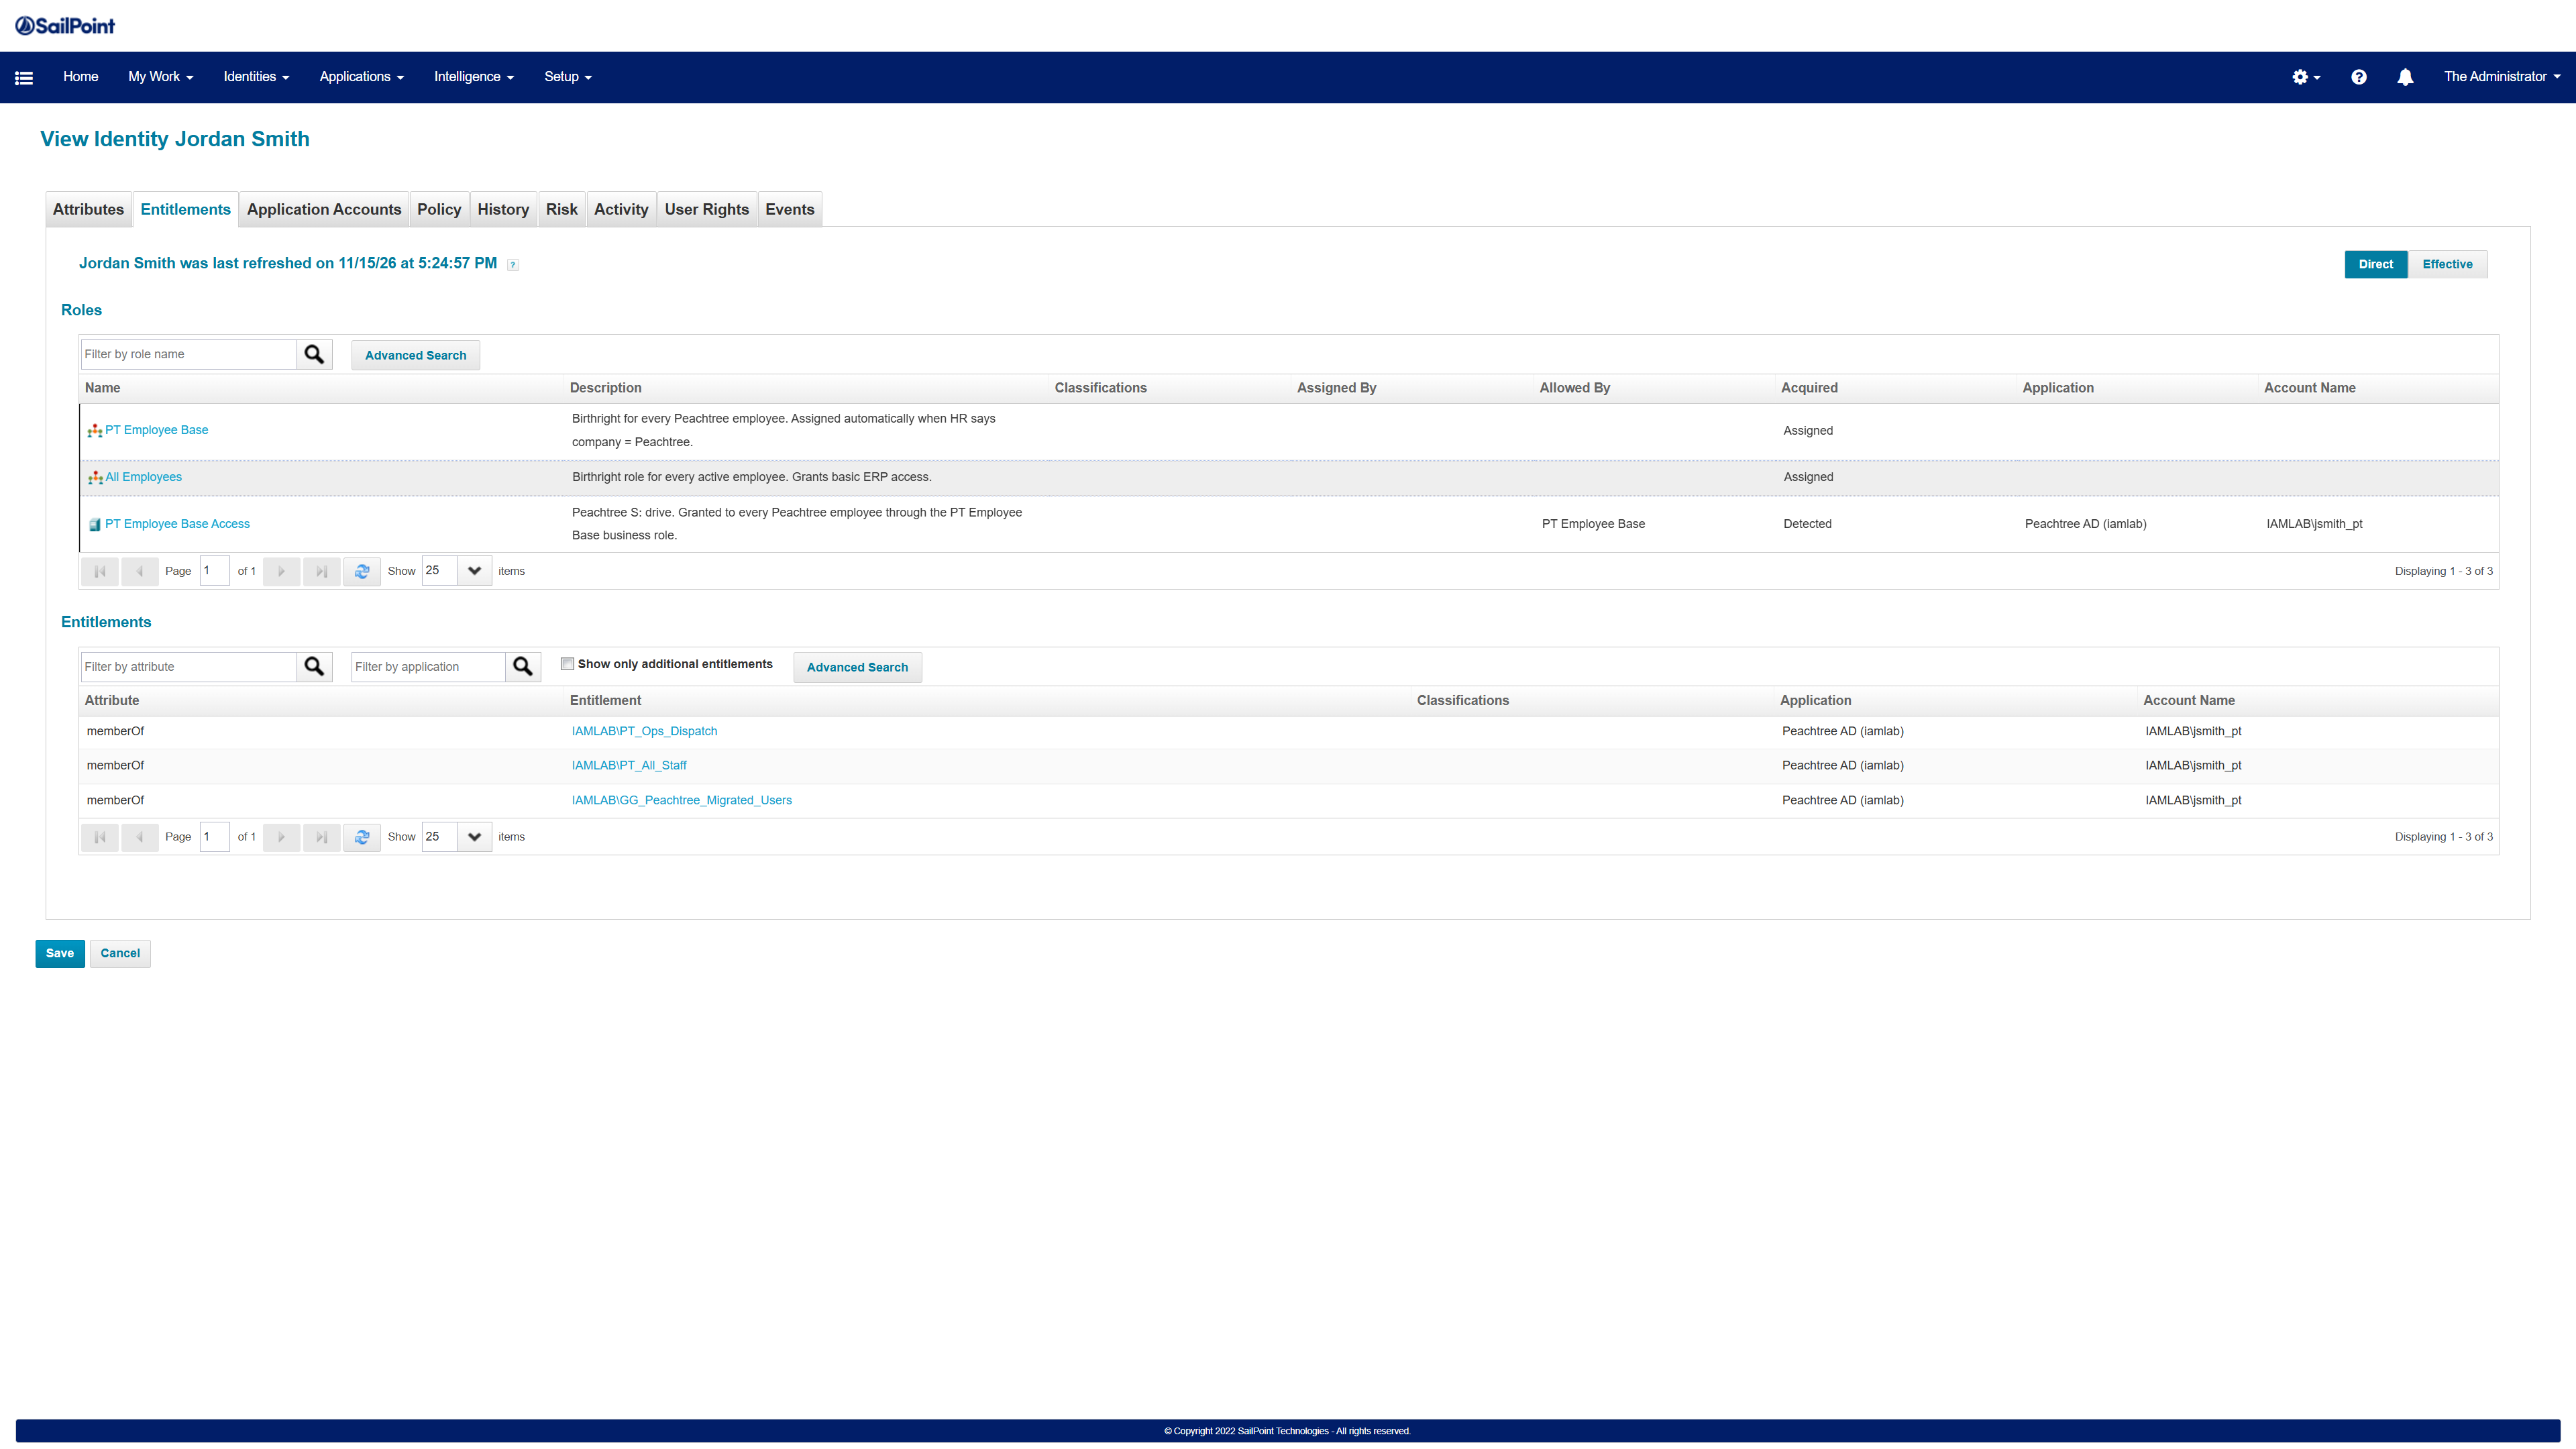 SailPoint
Home My Work Identities Applications Intelligence Setup The Administrator
View Identity Jordan Smith
Attributes Entitlements Application Accounts Policy History Risk Activity User Rights Events
Jordan Smith was last refreshed on 11/15/26 at 5:24:57 PM ?
Direct Effective
Roles
Filter by role name Advanced Search
Name Description Classifications Assigned By Allowed By Acquired Application Account Name
Birthright for every Peachtree employee. Assigned automatically when HR says
PT Employee Base Assigned
company = Peachtree.
All Employees Birthright role for every active employee. Grants basic ERP access. Assigned
Peachtree S: drive. Granted to every Peachtree employee through the PT Employee
PT Employee Base Access PT Employee Base Detected Peachtree AD (iamlab) IAMLAB\jsmith_pt
Base business role.
Page 1 of 1 Show 25 items Displaying 1 - 3 of 3
Entitlements
Filter by attribute Filter by application Show only additional entitlements Advanced Search
Attribute Entitlement Classifications Application Account Name
memberOf IAMLAB\PT_Ops_Dispatch Peachtree AD (iamlab) IAMLAB\jsmith_pt
memberOf IAMLAB\PT_All_Staff Peachtree AD (iamlab) IAMLAB\jsmith_pt
memberOf IAMLAB\GG_Peachtree_Migrated_Users Peachtree AD (iamlab) IAMLAB\jsmith_pt
Page 1 of 1 Show 25 items Displaying 1 - 3 of 3
Save Cancel
© Copyright 2022 SailPoint Technologies - All rights reserved.